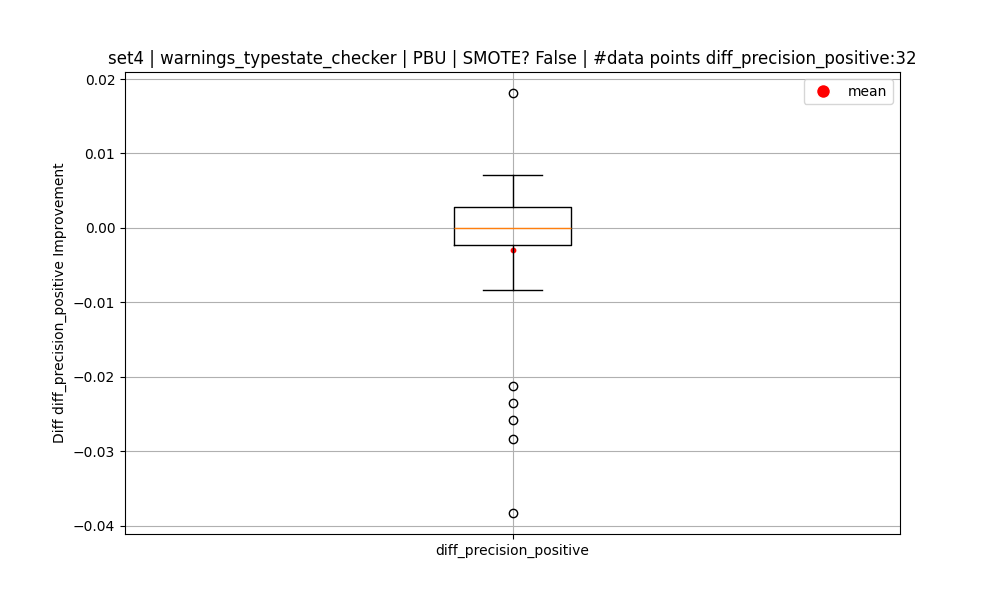 set4 | warnings_typestate_checker | PBU | SMOTE? False | #data points diff_precision_positive:32
mean
Diff diff_precision_positive Improvement
0.02
0.01
0.00
−0.01
−0.02
−0.03
−0.04
diff_precision_positive